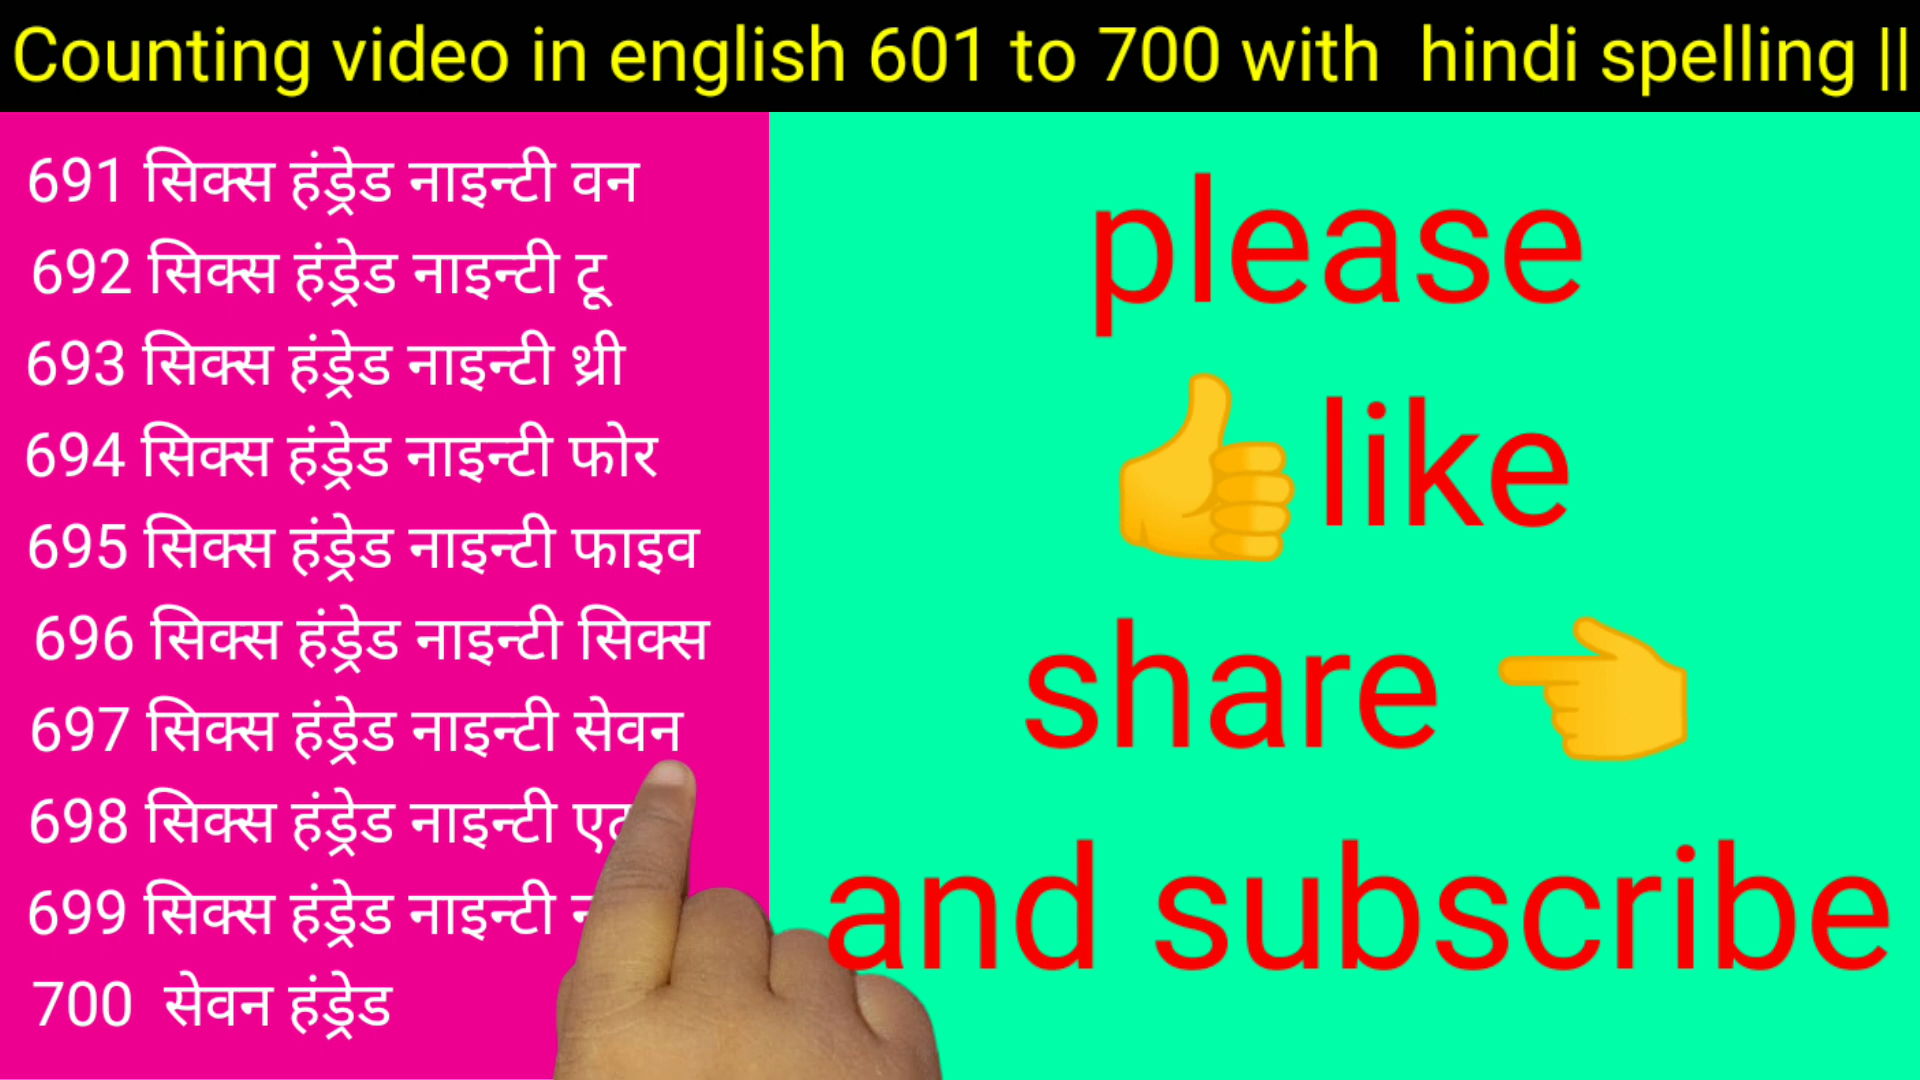 Counting video in english 601 to 700 with hindi spelling ||
691 सिक्स हंड्रेड नाइन्टी वन
692 सिक्स हंड्रेड नाइन्टी टू
693 सिक्स हंड्रेड नाइन्टी थ्री
694 सिक्स हंड्रेड नाइन्टी फोर
695 सिक्स हंड्रेड नाइन्टी फाइव
696 सिक्स हंड्रेड नाइन्टी सिक्स
697 सिक्स हंड्रेड नाइन्टी सेवन
698 सिक्स हंड्रेड नाइन्टी
699 सिक्स हंड्रेड नाइन्टी
700 सेवन हंड्रेड
please
👍like
share 👈
and subscribe